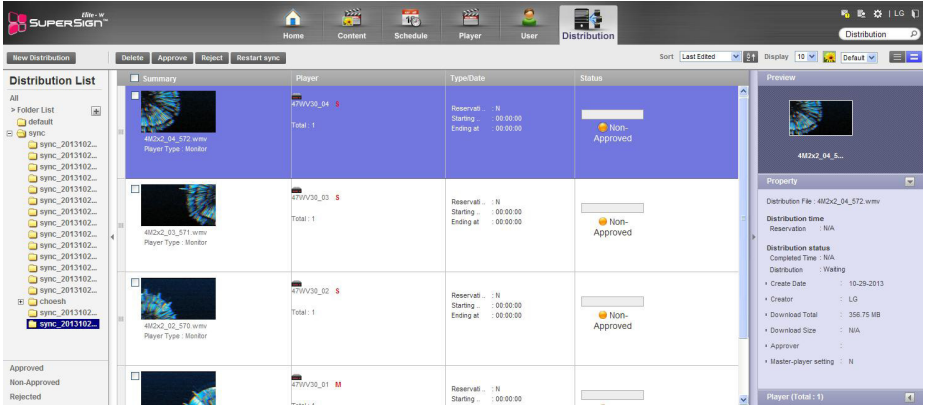 Elite - W
SUPERSIGN™
LG
Home Content Schedule Player User Distribution
Distribution
New Distribution Delete Approve Reject Restart sync
Sort Last Edited Display 10 Default
Distribution List
All
> Folder List
default
sync
sync_2013102...
sync_2013102...
sync_2013102...
sync_2013102...
sync_2013102...
sync_2013102...
sync_2013102...
sync_2013102...
sync_2013102...
sync_2013102...
sync_2013102...
sync_2013102...
sync_2013102...
sync_2013102...
choesh
sync_2013102...
sync_2013102...
Approved
Non-Approved
Rejected
Summary Player Type/Date Status
4M2x2_04_572.wmv
Player Type : Monitor
47WV30_04 S
Total : 1
Reservati... : N
Starting ... : 00:00:00
Ending at : 00:00:00
Non-
Approved
4M2x2_03_571.wmv
Player Type : Monitor
47WV30_03 S
Total : 1
Reservati... : N
Starting ... : 00:00:00
Ending at : 00:00:00
Non-
Approved
4M2x2_02_570.wmv
Player Type : Monitor
47WV30_02 S
Total : 1
Reservati... : N
Starting ... : 00:00:00
Ending at : 00:00:00
Non-
Approved
47WV30_01 M
Total : 1
Reservati... : N
Starting ... : 00:00:00
Preview
4M2x2_04_5...
Property
Distribution File : 4M2x2_04_572.wmv
Distribution time
Reservation : N/A
Distribution status
Completed Time : N/A
Distribution : Waiting
Create Date : 10-29-2013
Creator : LG
Download Total : 356.75 MB
Download Size : N/A
Approver :
Master-player setting : N
Player (Total : 1)